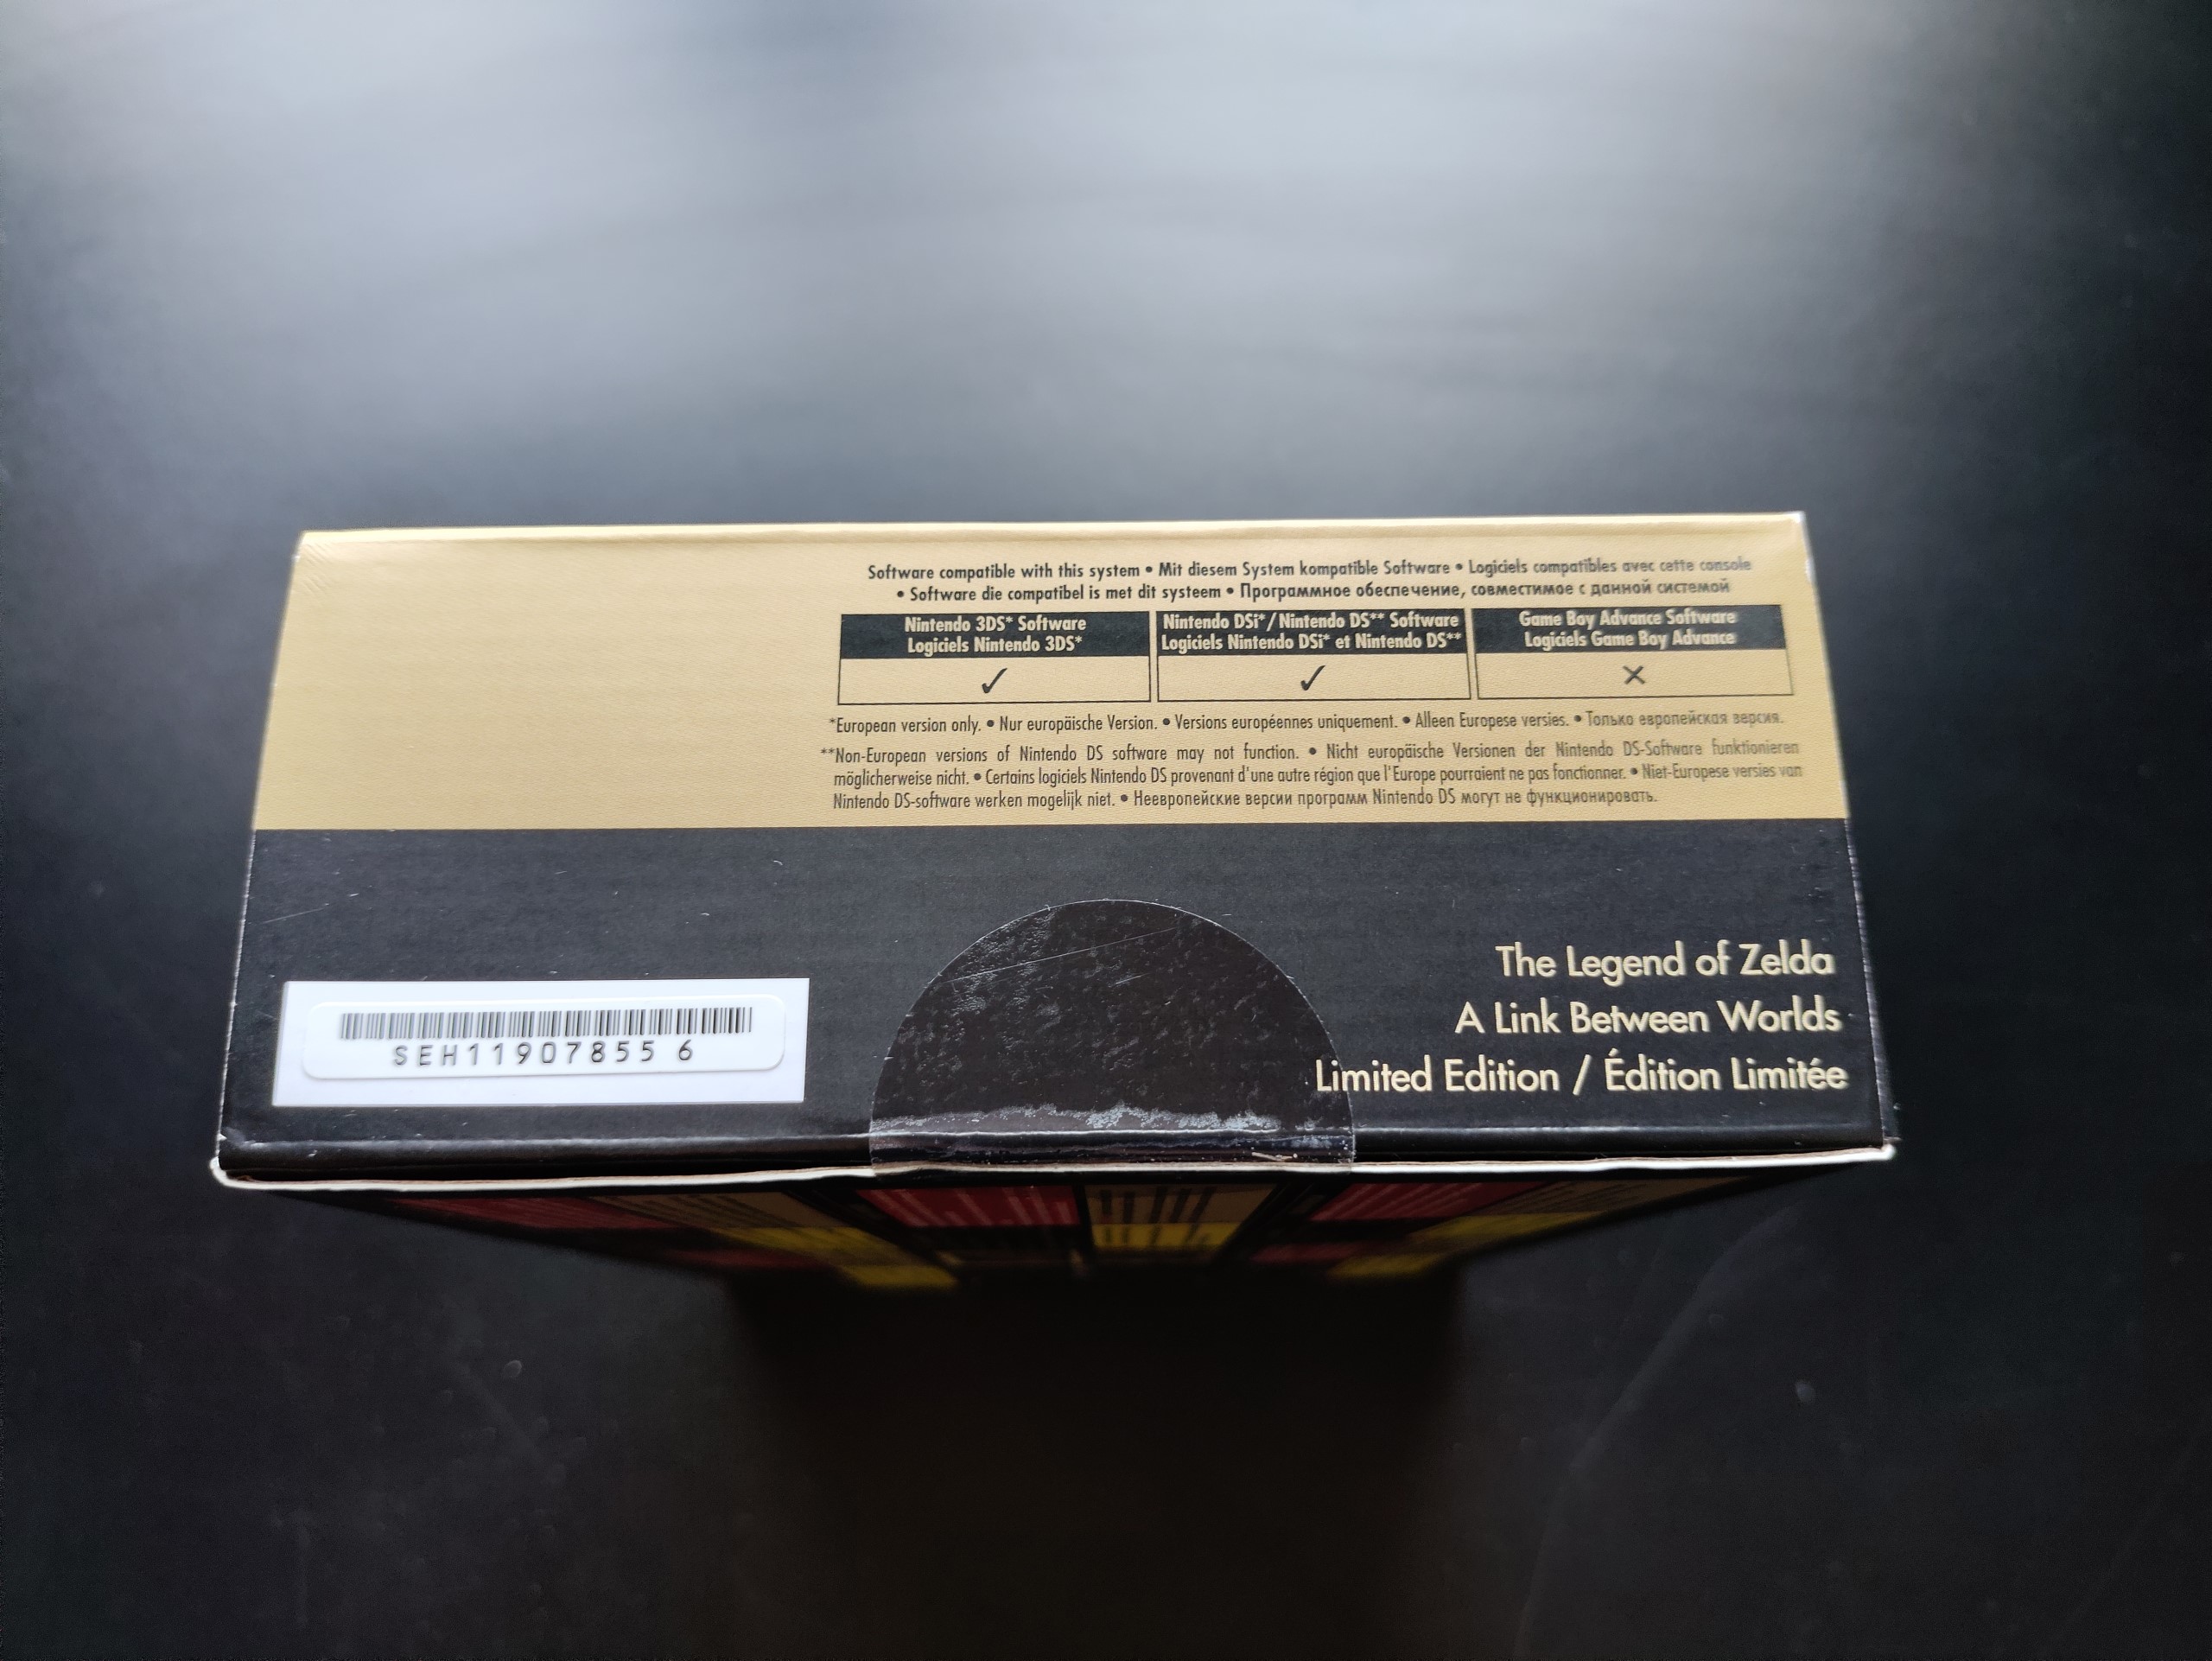 Software compatible with this system • Mit diesem System kompatible Software • Logiciels compatibles avec cette console
• Software die compatibel is met dit systeem • Программное обеспечение, совместимое с данной системой
Nintendo 3DS* Software
Logiciels Nintendo 3DS*
✓
Nintendo DSi*/Nintendo DS** Software
Logiciels Nintendo DSi* et Nintendo DS**
✓
Game Boy Advance Software
Logiciels Game Boy Advance
×
*European version only. • Nur europäische Version. • Versions européennes uniquement. • Alleen Europese versies. • Только европейская версия.
**Non-European versions of Nintendo DS software may not function. • Nicht europäische Versionen der Nintendo DS-Software funktionieren
möglicherweise nicht. • Certains logiciels Nintendo DS provenant d'une autre région que l'Europe pourraient ne pas fonctionner. • Niet-Europese versies van
Nintendo DS-software werken mogelijk niet. • Неевропейские версии программ Nintendo DS могут не функционировать.
The Legend of Zelda
A Link Between Worlds
Limited Edition / Édition Limitée
SEH11907855 6